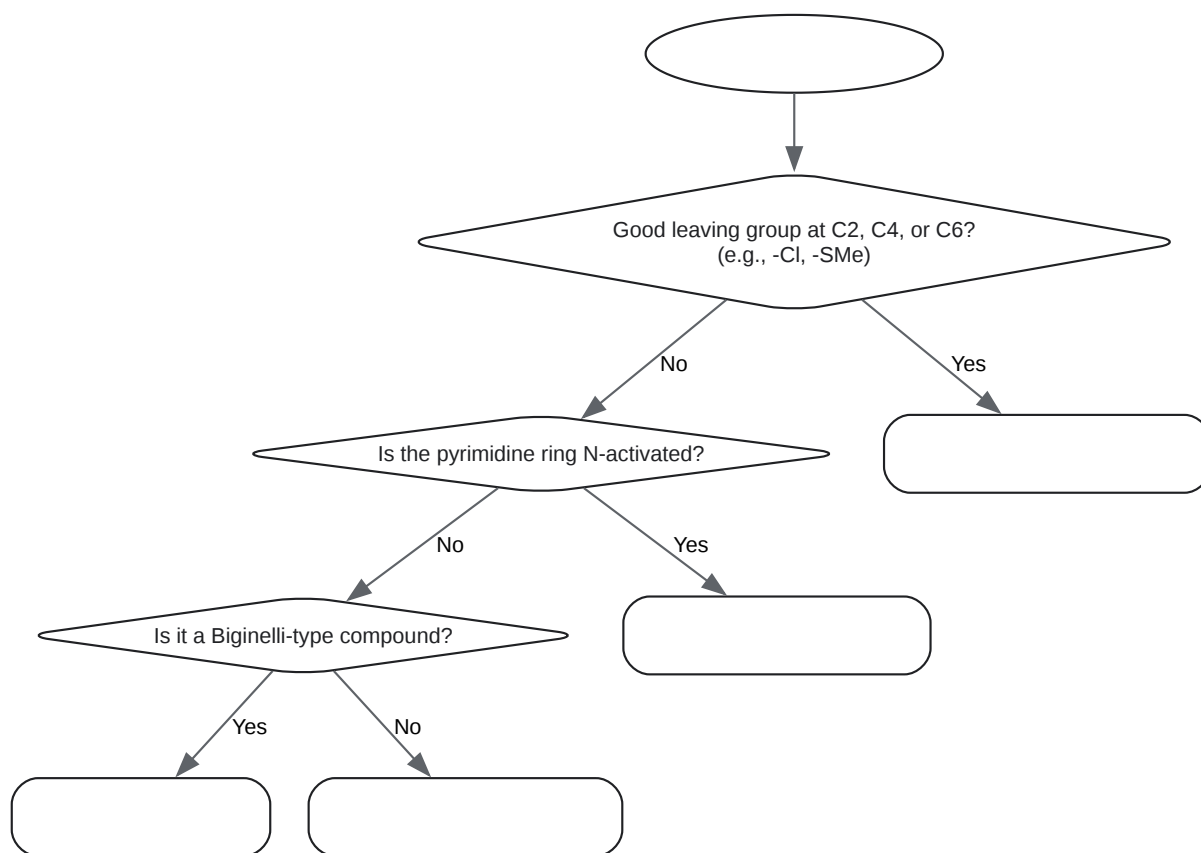 Good leaving group at C2, C4, or C6?
(e.g., -Cl, -SMe)
No
Yes
Is the pyrimidine ring N-activated?
No
Yes
Is it a Biginelli-type compound?
Yes
No